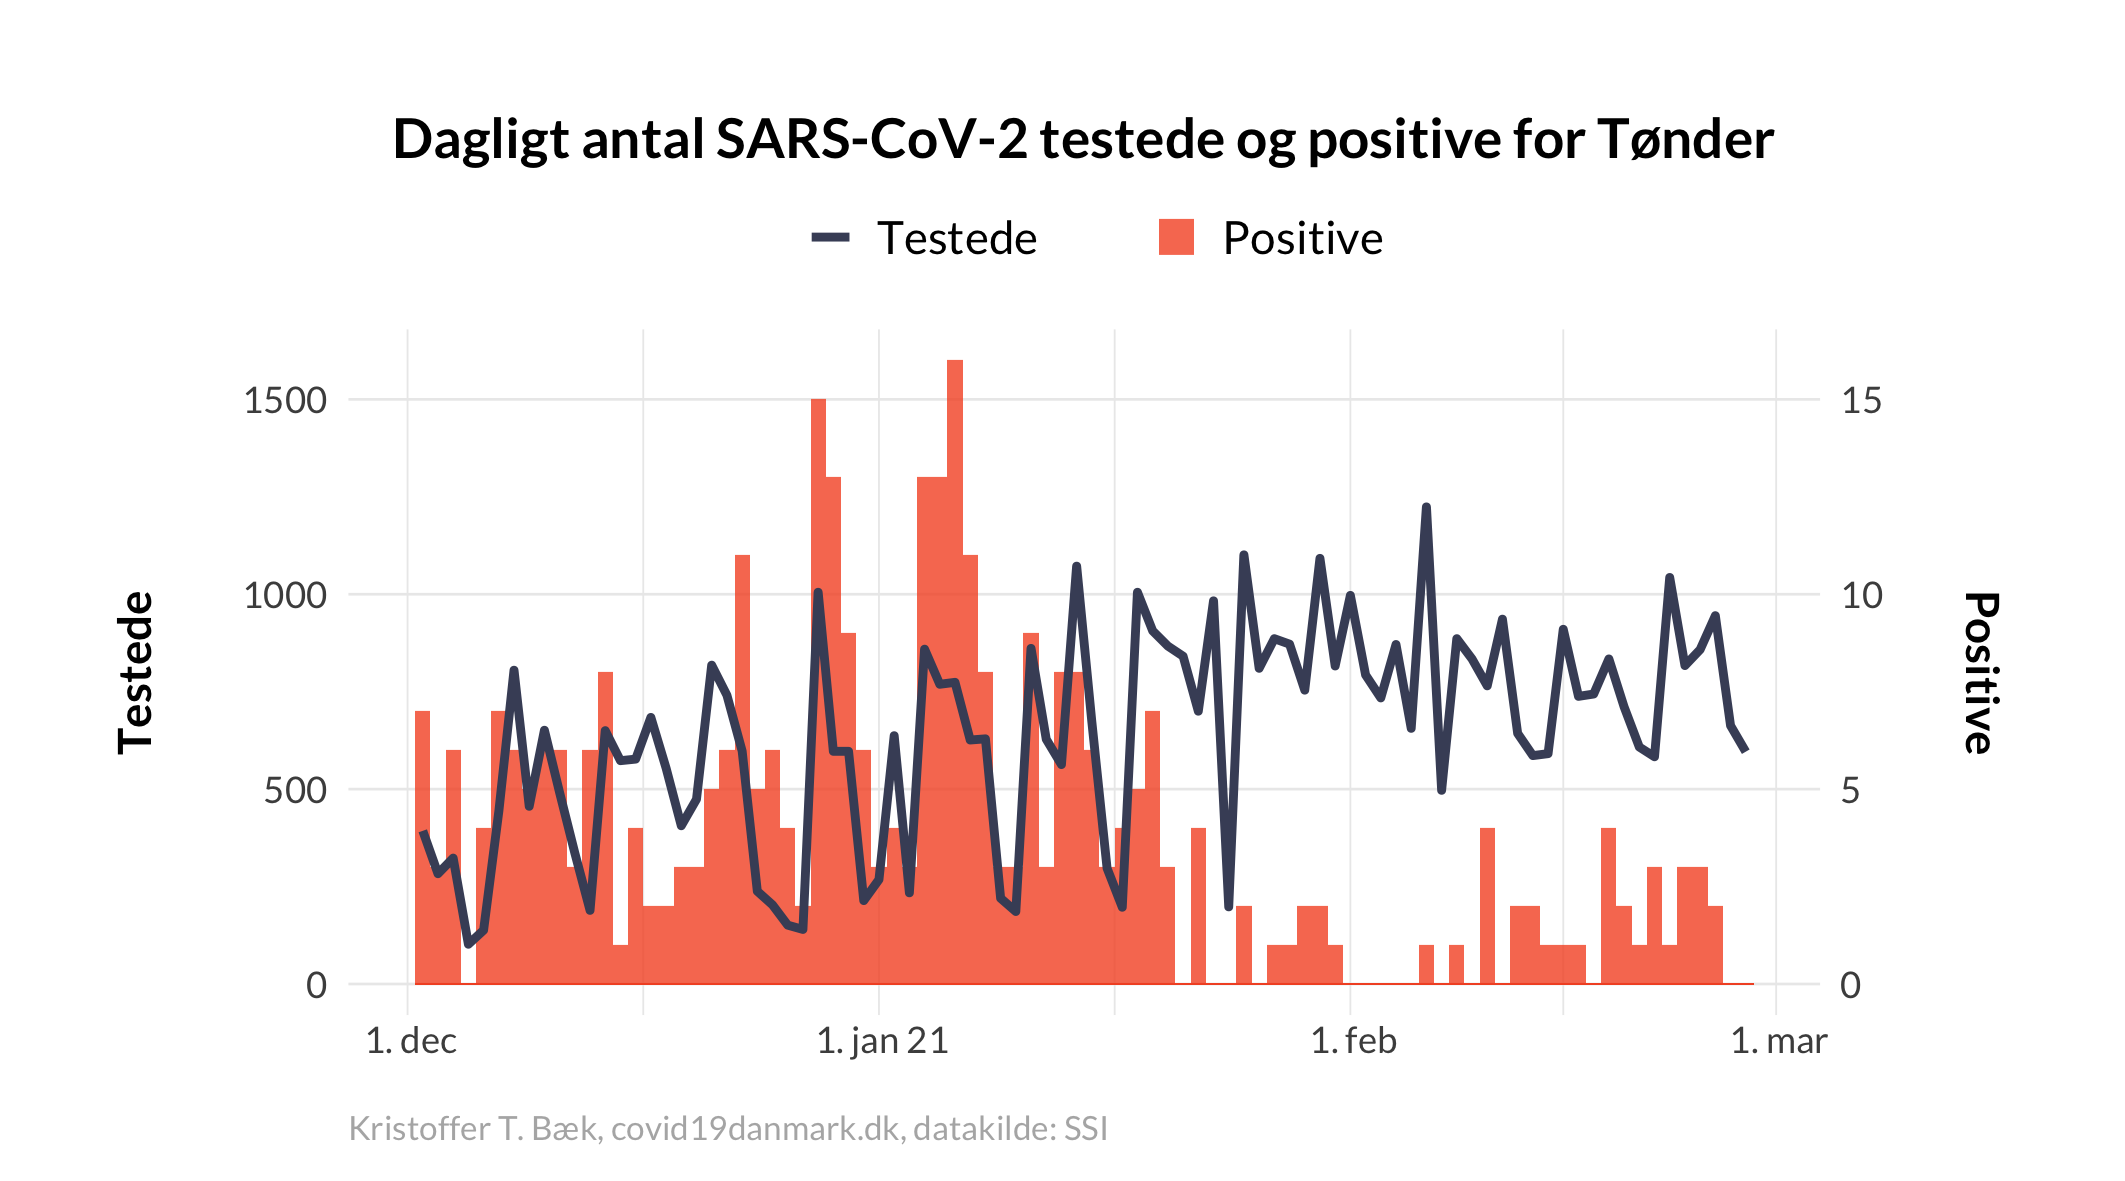 Dagligt antal SARS-CoV-2 testede og positive for Tønder
Testede
Positive
1500
1000
500
0
15
10
5
0
Testede
Positive
1. dec
1. jan 21
1. feb
1. mar
Kristoffer T. Bæk, covid19danmark.dk, datakilde: SSI